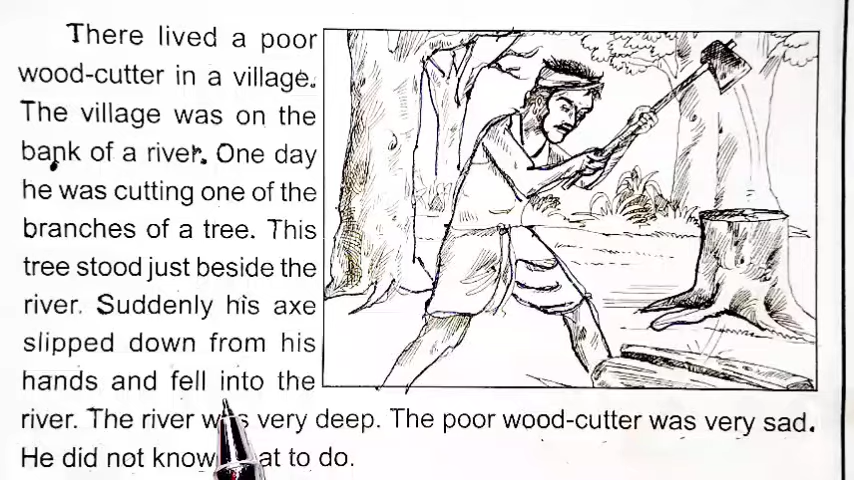 There lived a poor
wood-cutter in a village.
The village was on the
bank of a river. One day
he was cutting one of the
branches of a tree. This
tree stood just beside the
river. Suddenly his axe
slipped down from his
hands and fell into the
river. The river was very deep. The poor wood-cutter was very sad.
He did not know at to do.